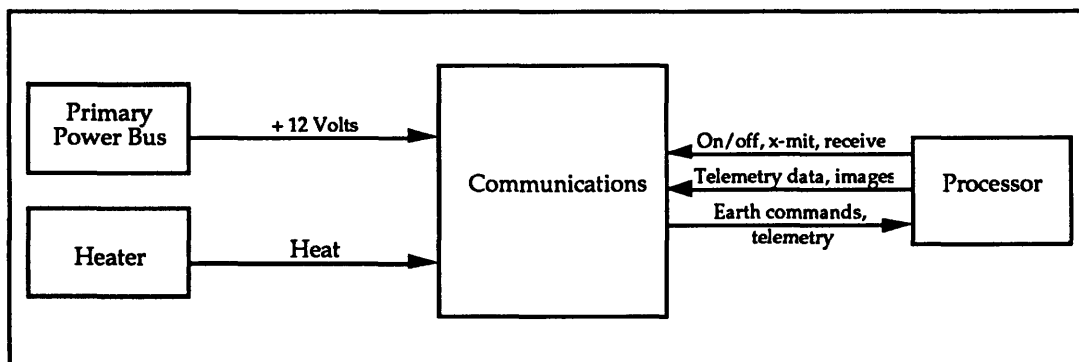 Primary
Power Bus
+ 12 Volts
Heater
Heat
Communications
On/off, x-mit, receive
Telemetry data, images
Earth commands,
telemetry
Processor